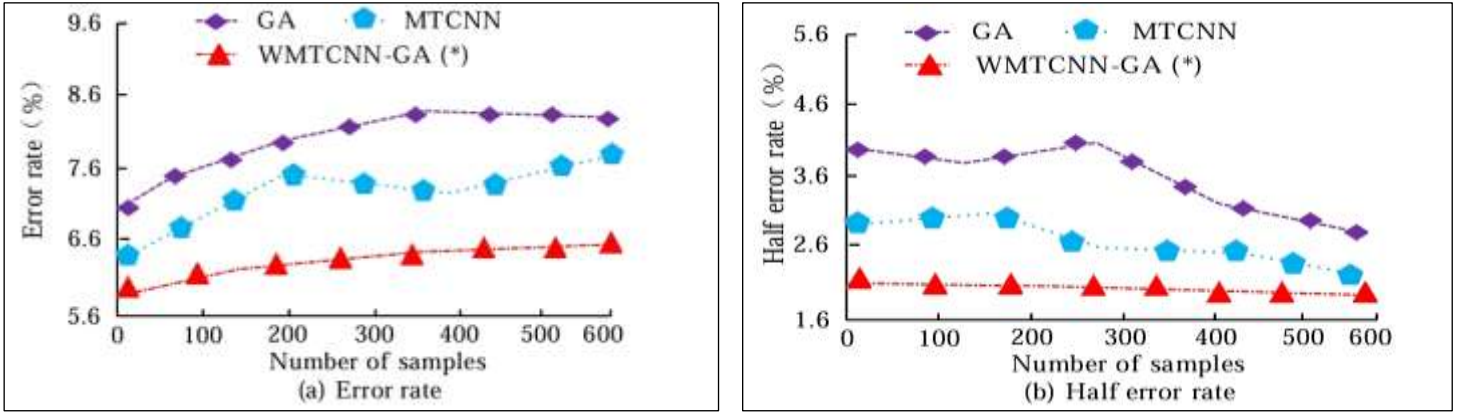 9.6
GA MTCNN
WMTCNN-GA (*)
8.6
7.6
6.6
5.6
Error rate (%)
0 100 200 300 400 500 600
Number of samples
(a) Error rate
5.6
GA MTCNN
WMTCNN-GA (*)
4.6
3.6
2.6
1.6
Half error rate (%)
0 100 200 300 400 500 600
Number of samples
(b) Half error rate